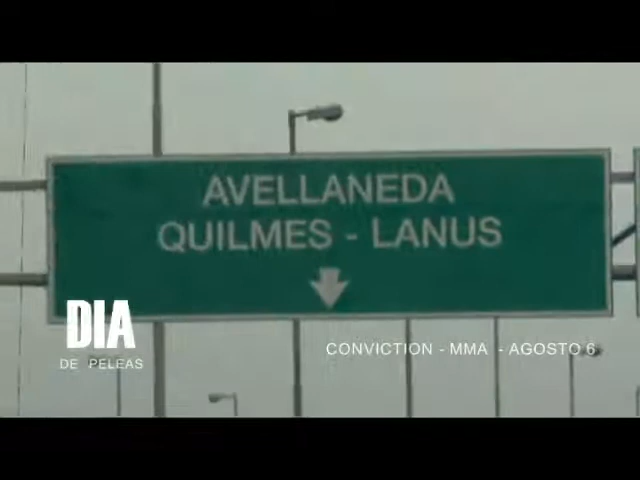 AVELLANEDA
QUILMES - LANUS
DIA
DE PELEAS
CONVICTION - MMA - AGOSTO 6